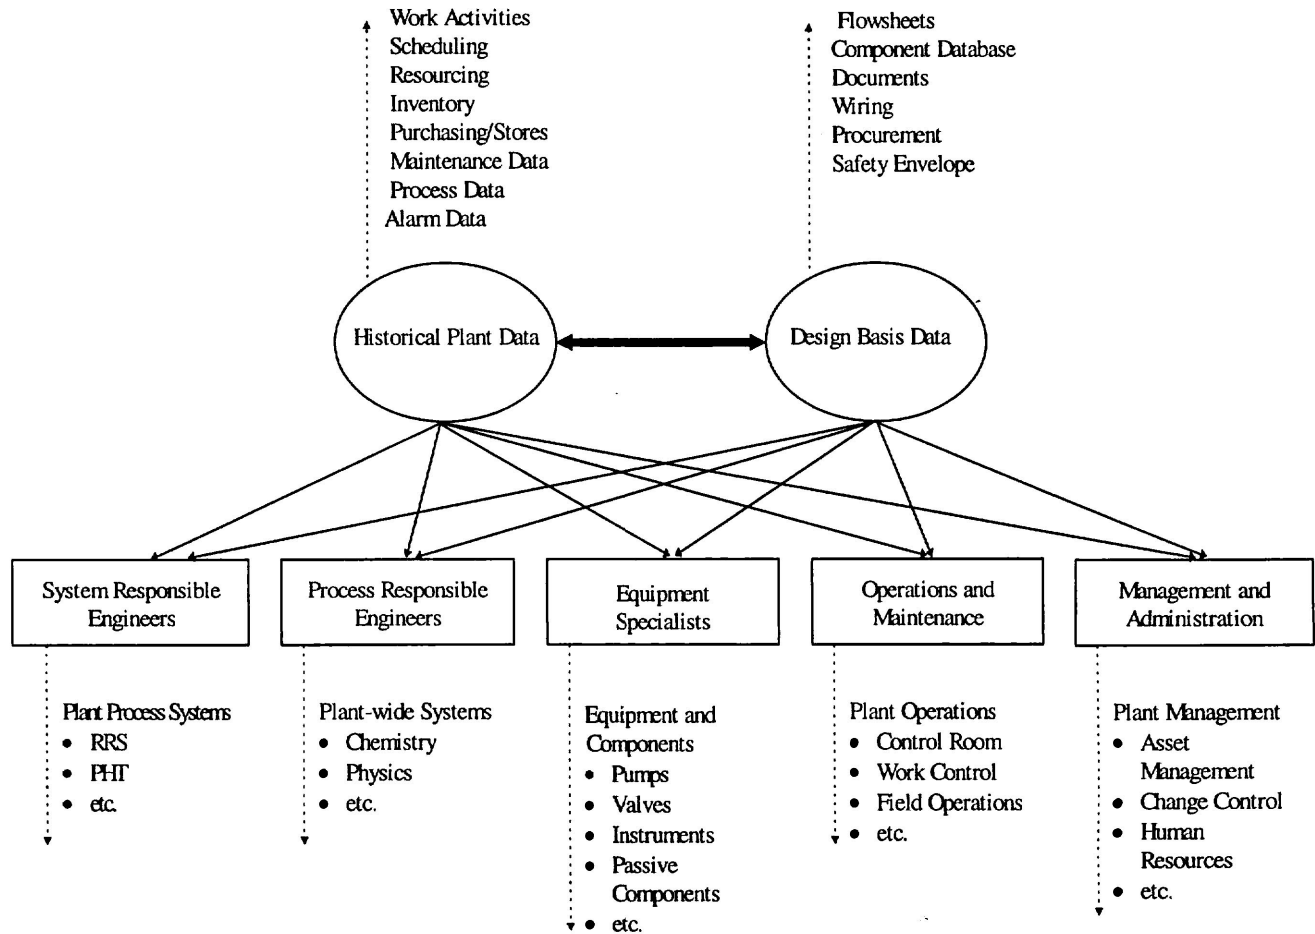 Work Activities
Scheduling
Resourcing
Inventory
Purchasing/Stores
Maintenance Data
Process Data
Alarm Data
Flowsheets
Component Database
Documents
Wiring
Procurement
Safety Envelope
Historical Plant Data
Design Basis Data
System Responsible
Engineers
Process Responsible
Engineers
Equipment
Specialists
Operations and
Maintenance
Management and
Administration
Plant Process Systems
• RRS
• PHT
• etc.
Plant-wide Systems
• Chemistry
• Physics
• etc.
Equipment and
Components
• Pumps
• Valves
• Instruments
• Passive
Components
• etc.
Plant Operations
• Control Room
• Work Control
• Field Operations
• etc.
Plant Management
• Asset
Management
• Change Control
• Human
Resources
• etc.